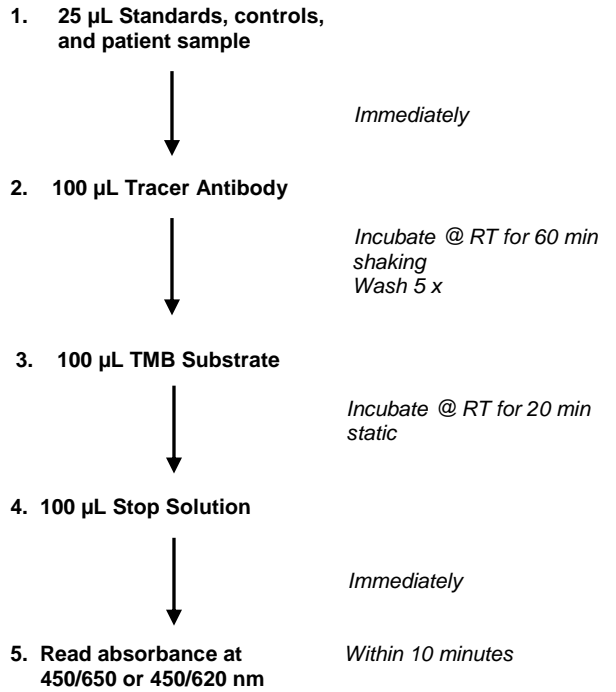 1. 25 µL Standards, controls,
and patient sample
Immediately
2. 100 µL Tracer Antibody
Incubate @ RT for 60 min
shaking
Wash 5 x
3. 100 µL TMB Substrate
Incubate @ RT for 20 min
static
4. 100 µL Stop Solution
Immediately
5. Read absorbance at
450/650 or 450/620 nm
Within 10 minutes